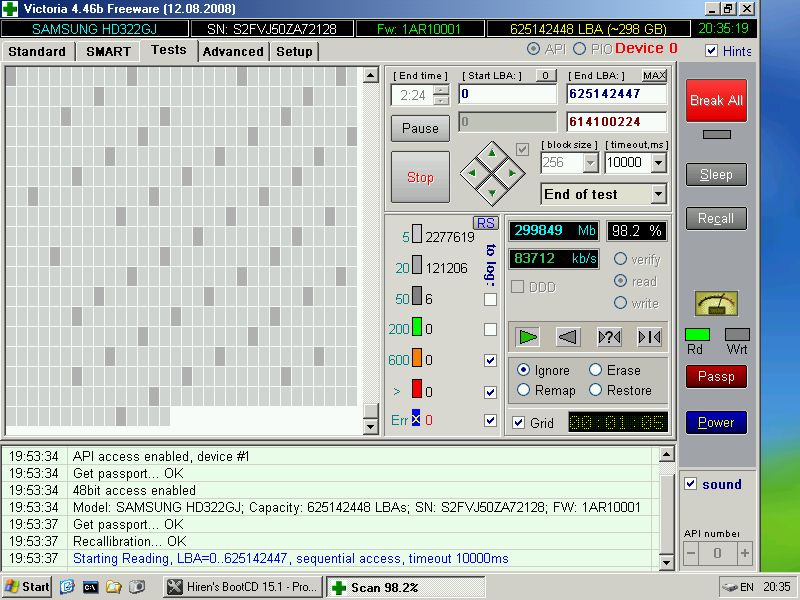 Victoria 4.46b Freeware (12.08.2008)
SAMSUNG HD322GJ SN: S2FVJ50ZA72128 Fw: 1AR10001 625142448 LBA (~298 GB) 20:35:19
Standard SMART Tests Advanced Setup API PIO Device 0 Hints
[ End time ] [ Start LBA: ] 0 [ End LBA: ] MAX
2:24 0 625142447
Pause 0 614100224
Break All
[ block size ] [ timeout,ms ]
256 10000
Stop
End of test
Sleep
Recall
RS
to log:
5 2277619
20 121206
50 6
200 0
600 0
> 0
Err x 0
299849 Mb 98.2 %
83712 kb/s
verify
DDD
read
write
Ignore Erase
Remap Restore
Grid 00:01:05
Rd Wrt
Passp
Power
19:53:34 API access enabled, device #1
19:53:34 Get passport... OK
19:53:34 48bit access enabled
19:53:34 Model: SAMSUNG HD322GJ; Capacity: 625142448 LBAs; SN: S2FVJ50ZA72128; FW: 1AR10001
19:53:37 Get passport... OK
19:53:37 Recallibration... OK
19:53:37 Starting Reading, LBA=0..625142447, sequential access, timeout 10000ms
sound
API number
0
Start Hiren's BootCD 15.1 - Pro... Scan 98.2% EN 20:35